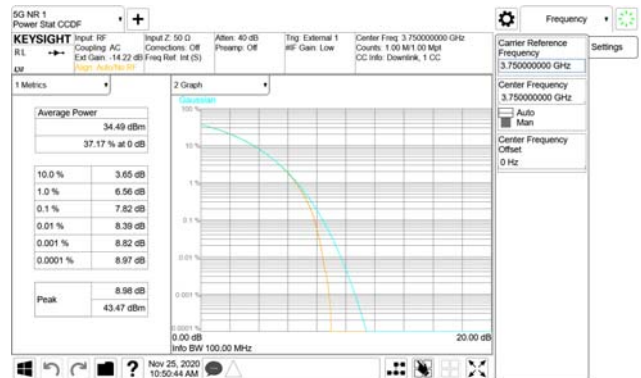 5G NR 1
Power Stat CCDF
Frequency
KEYSIGHT
RL
Input: RF
Coupling: AC
Ext Gain: -14.22 dB
Align: Auto/No RF
Input Z: 50 Ω
Corrections: Off
Freq Ref: Int (S)
Atten: 40 dB
Preamp: Off
Trig: External 1
#IF Gain: Low
Center Freq: 3.750000000 GHz
Counts: 1.00 M/1.00 Mpt
CC Info: Downlink, 1 CC
Carrier Reference
Frequency
3.750000000 GHz
Settings
Center Frequency
3.750000000 GHz
Auto
Man
Center Frequency
Offset
0 Hz
1 Metrics
Average Power
34.49 dBm
37.17 % at 0 dB
10.0 % 3.65 dB
1.0 % 6.56 dB
0.1 % 7.82 dB
0.01 % 8.39 dB
0.001 % 8.82 dB
0.0001 % 8.97 dB
Peak
8.98 dB
43.47 dBm
2 Graph
Gaussian
100 %
10 %
1 %
0.1 %
0.01 %
0.001 %
0.0001 %
0.00 dB
20.00 dB
Info BW 100.00 MHz
Nov 25, 2020
10:50:44 AM